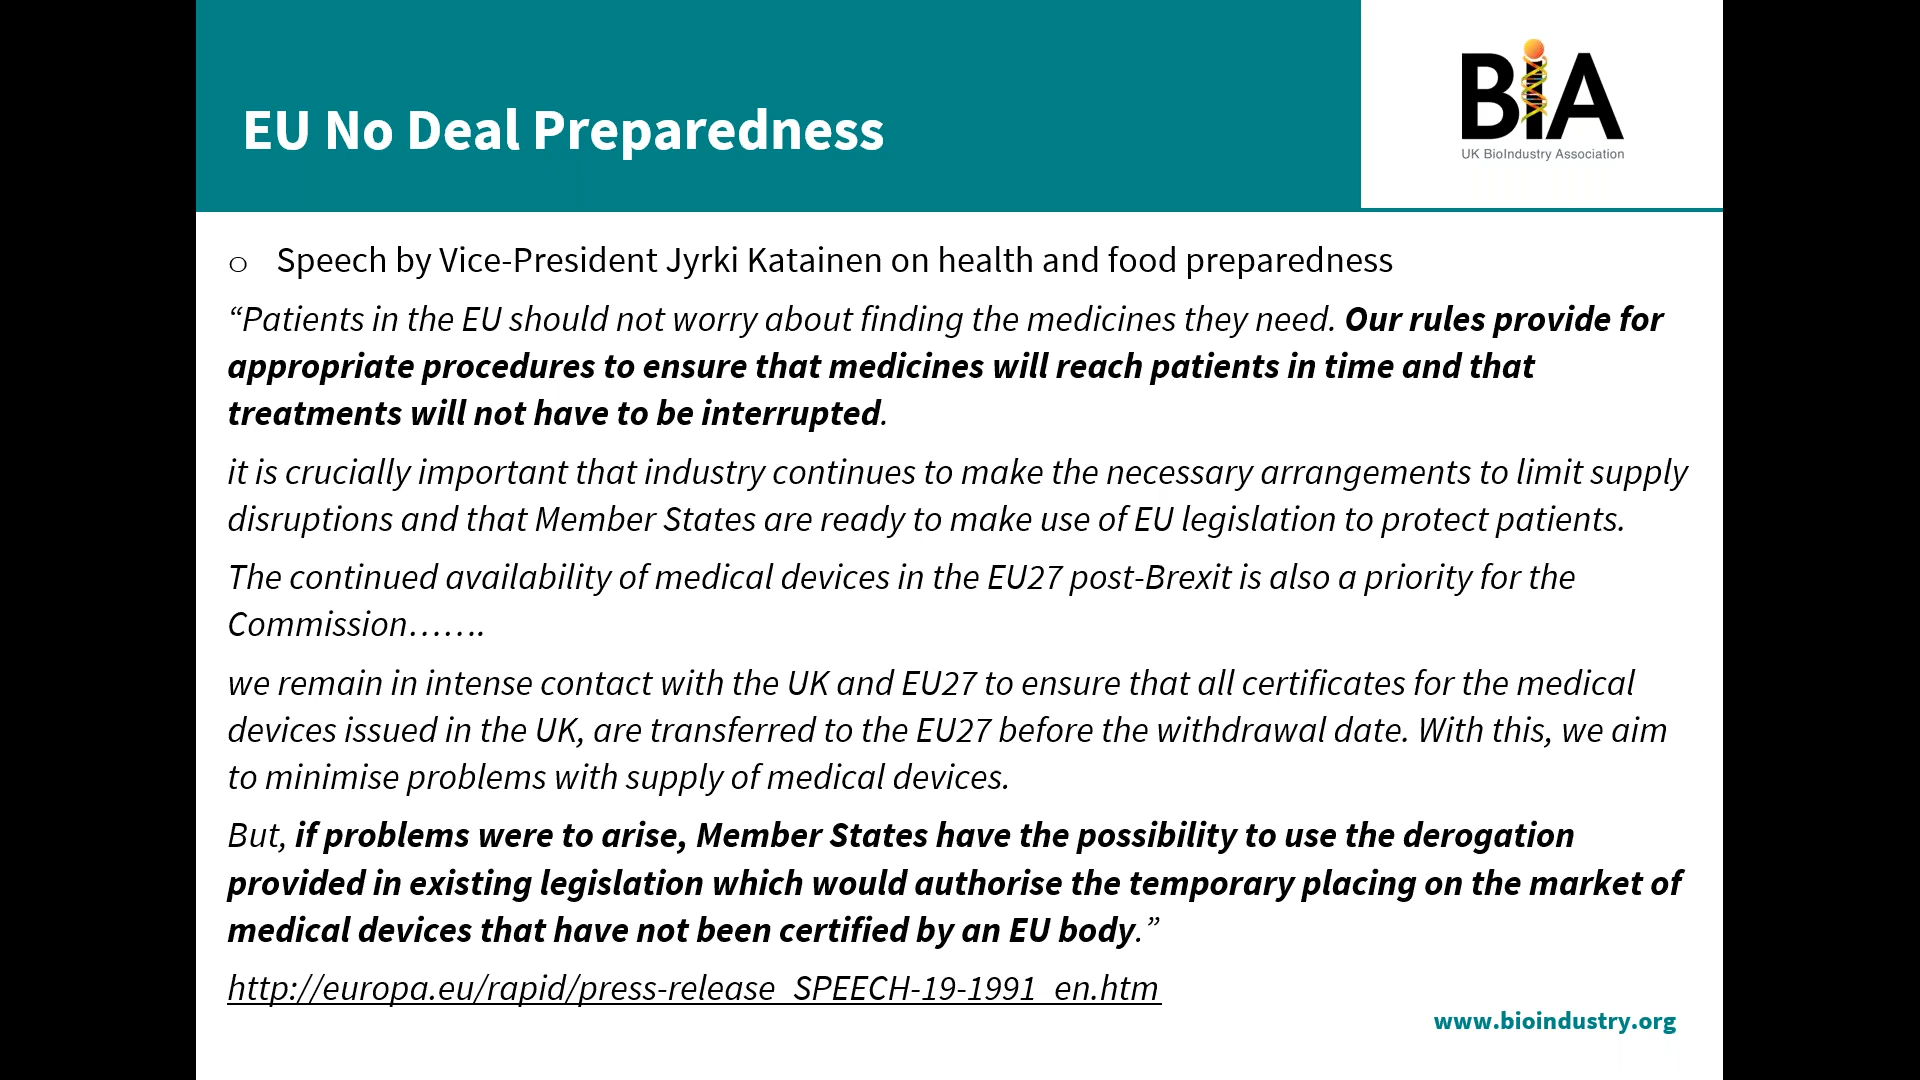 EU No Deal Preparedness
BiA
UK BioIndustry Association
o Speech by Vice-President Jyrki Katainen on health and food preparedness
“Patients in the EU should not worry about finding the medicines they need. Our rules provide for
appropriate procedures to ensure that medicines will reach patients in time and that
treatments will not have to be interrupted.
it is crucially important that industry continues to make the necessary arrangements to limit supply
disruptions and that Member States are ready to make use of EU legislation to protect patients.
The continued availability of medical devices in the EU27 post-Brexit is also a priority for the
Commission…….
we remain in intense contact with the UK and EU27 to ensure that all certificates for the medical
devices issued in the UK, are transferred to the EU27 before the withdrawal date. With this, we aim
to minimise problems with supply of medical devices.
But, if problems were to arise, Member States have the possibility to use the derogation
provided in existing legislation which would authorise the temporary placing on the market of
medical devices that have not been certified by an EU body.”
http://europa.eu/rapid/press-release_SPEECH-19-1991_en.htm
www.bioindustry.org